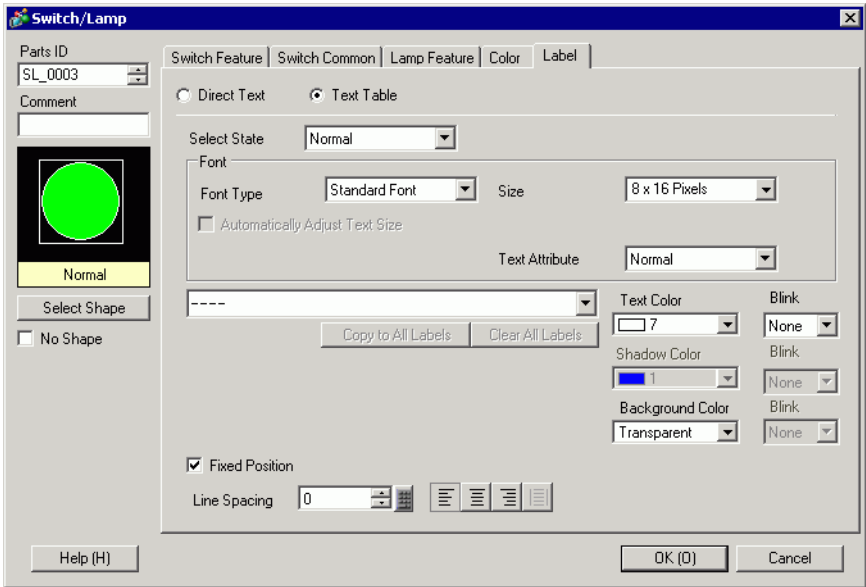 Switch/Lamp
Parts ID
SL_0003
Comment
Normal
Select Shape
No Shape
Switch Feature Switch Common Lamp Feature Color Label
Direct Text Text Table
Select State Normal
Font
Font Type Standard Font Size 8 x 16 Pixels
Automatically Adjust Text Size
Text Attribute Normal
----
Copy to All Labels Clear All Labels
Text Color Blink
7 None
Shadow Color Blink
1 None
Background Color Blink
Transparent None
Fixed Position
Line Spacing 0
Help (H) OK (O) Cancel